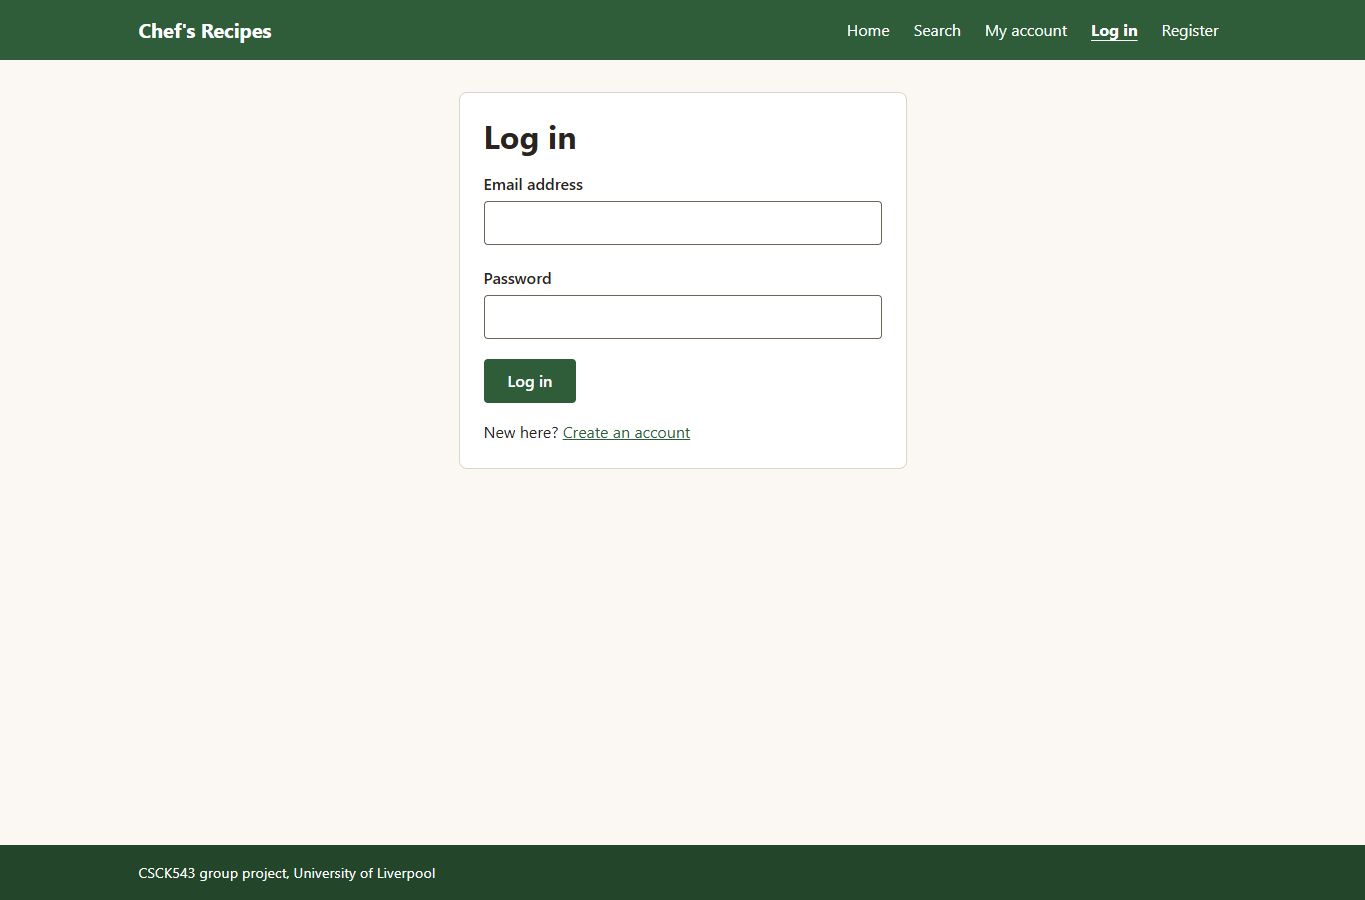 Chef's Recipes
Home Search My account Log in Register
Log in
Email address
Password
Log in
New here? Create an account
CSCK543 group project, University of Liverpool